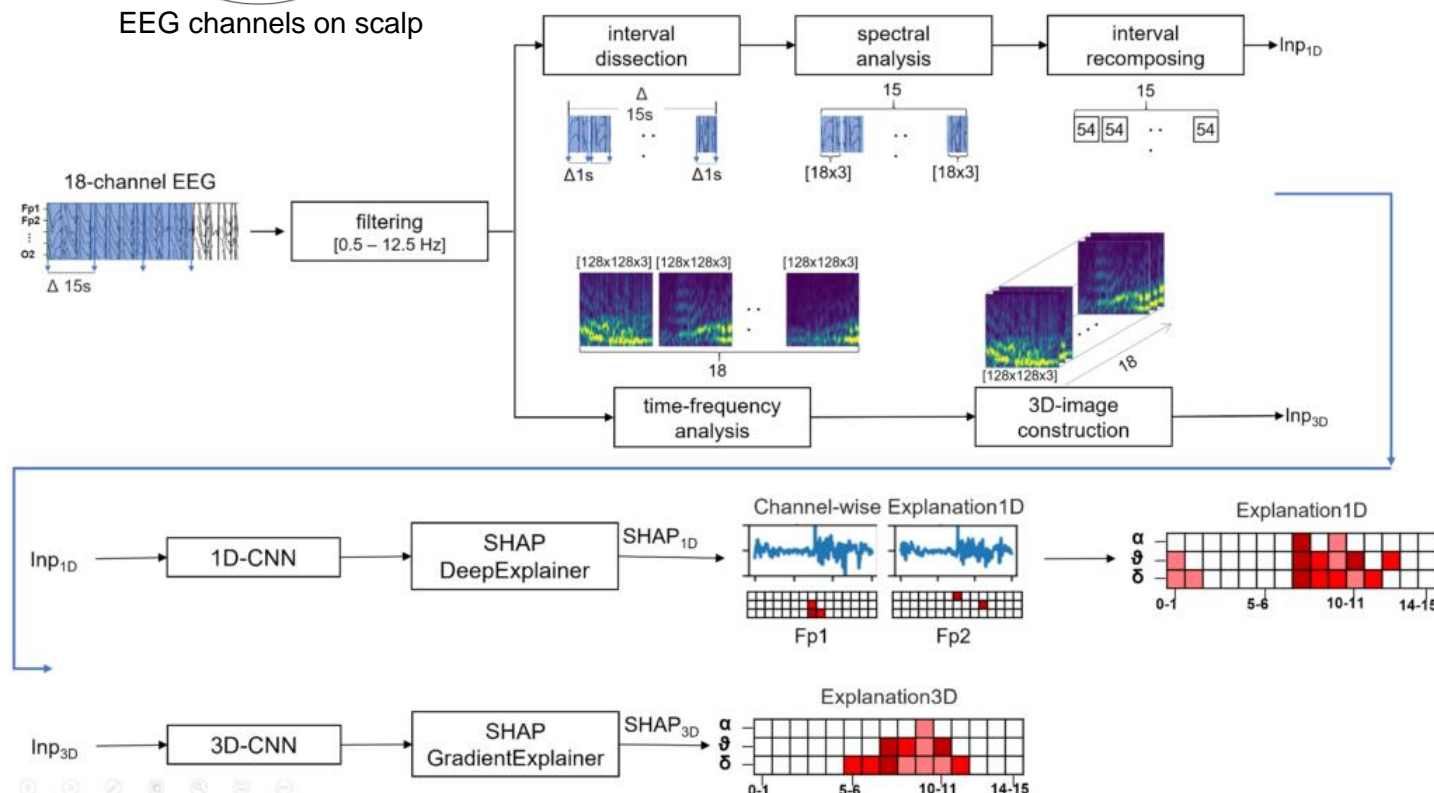 EEG channels on scalp
interval
dissection
spectral
analysis
interval
recomposing
Inp1D
Δ
15s
. .
.
Δ1s
Δ1s
15
. .
.
[18x3]
[18x3]
15
54 54 . . 54
.
18-channel EEG
Fp1
Fp2
⋮
O2
Δ 15s
filtering
[0.5 – 12.5 Hz]
[128x128x3] [128x128x3] [128x128x3]
. .
.
18
[128x128x3]
. . .
18
time-frequency
analysis
3D-image
construction
Inp3D
Inp1D
1D-CNN
SHAP
DeepExplainer
SHAP1D
Channel-wise Explanation1D
Fp1
Fp2
Explanation1D
α
ϑ
δ
0-1 5-6 10-11 14-15
Inp3D
3D-CNN
SHAP
GradientExplainer
SHAP3D
Explanation3D
α
ϑ
δ
0-1 5-6 10-11 14-15